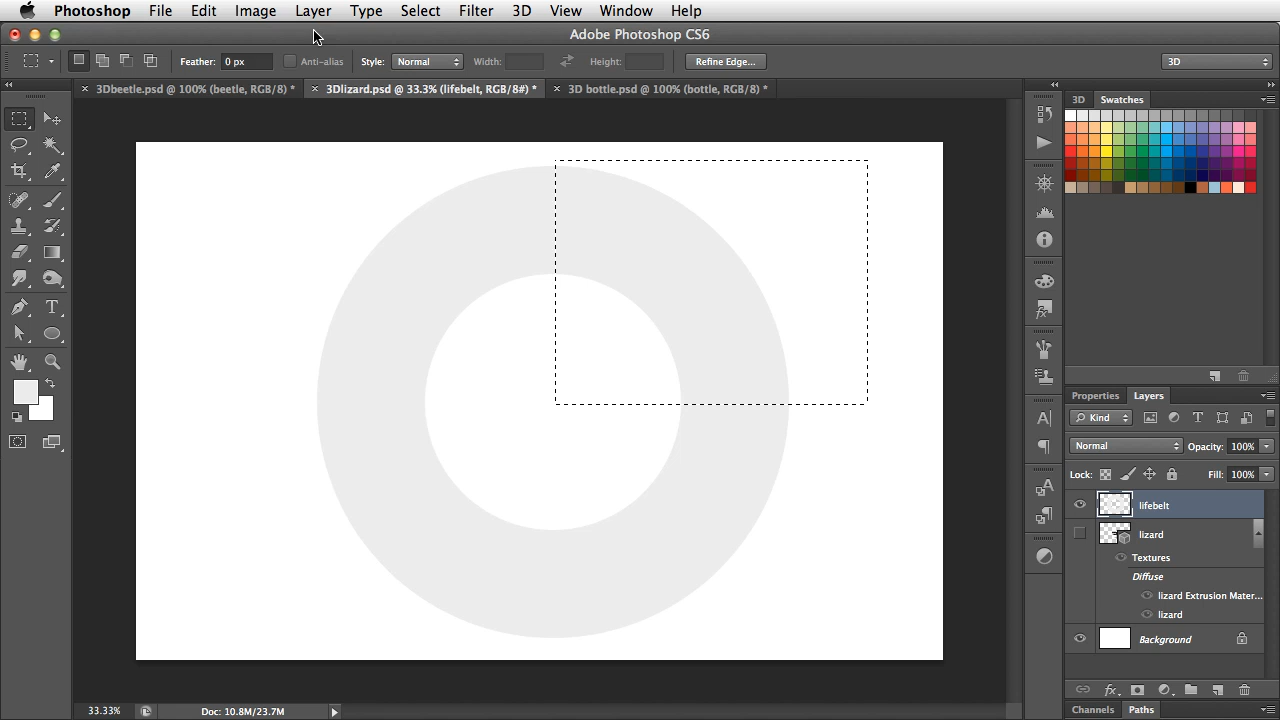 Photoshop File Edit Image Layer Type Select Filter 3D View Window Help
Adobe Photoshop CS6
Feather: 0 px Anti-alias Style: Normal Width: Height: Refine Edge... 3D
3Dbeetle.psd @ 100% (beetle, RGB/8) * 3Dlizard.psd @ 33.3% (lifebelt, RGB/8#) * 3D bottle.psd @ 100% (bottle, RGB/8) *
3D Swatches
Properties Layers
Kind
Normal Opacity: 100%
Lock: Fill: 100%
lifebelt
lizard
Textures
Diffuse
lizard Extrusion Mater...
lizard
Background
33.33% Doc: 10.8M/23.7M
Channels Paths